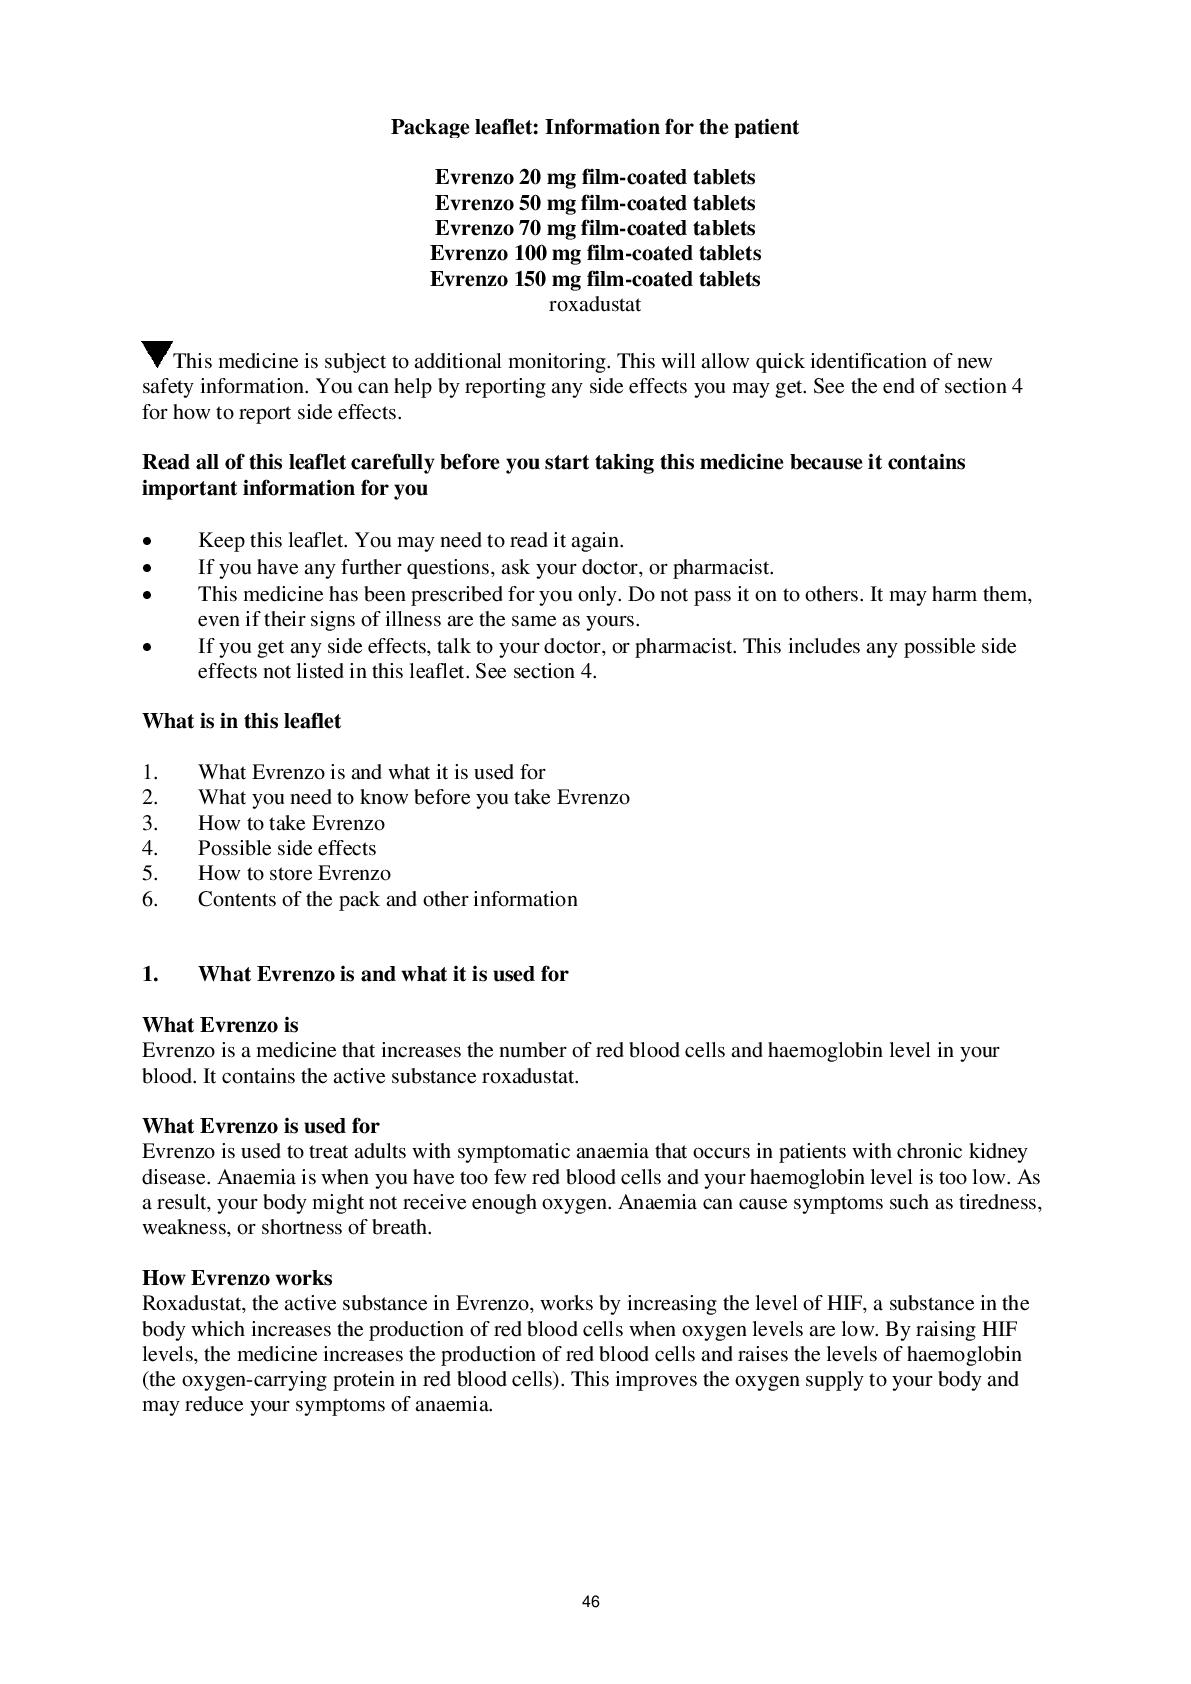 Package leaflet: Information for the patient
Evrenzo 20 mg film-coated tablets
Evrenzo 50 mg film-coated tablets
Evrenzo 70 mg film-coated tablets
Evrenzo 100 mg film-coated tablets
Evrenzo 150 mg film-coated tablets
roxadustat
▼This medicine is subject to additional monitoring. This will allow quick identification of new
safety information. You can help by reporting any side effects you may get. See the end of section 4
for how to report side effects.
Read all of this leaflet carefully before you start taking this medicine because it contains
important information for you
• Keep this leaflet. You may need to read it again.
• If you have any further questions, ask your doctor, or pharmacist.
• This medicine has been prescribed for you only. Do not pass it on to others. It may harm them,
even if their signs of illness are the same as yours.
• If you get any side effects, talk to your doctor, or pharmacist. This includes any possible side
effects not listed in this leaflet. See section 4.
What is in this leaflet
1. What Evrenzo is and what it is used for
2. What you need to know before you take Evrenzo
3. How to take Evrenzo
4. Possible side effects
5. How to store Evrenzo
6. Contents of the pack and other information
1. What Evrenzo is and what it is used for
What Evrenzo is
Evrenzo is a medicine that increases the number of red blood cells and haemoglobin level in your
blood. It contains the active substance roxadustat.
What Evrenzo is used for
Evrenzo is used to treat adults with symptomatic anaemia that occurs in patients with chronic kidney
disease. Anaemia is when you have too few red blood cells and your haemoglobin level is too low. As
a result, your body might not receive enough oxygen. Anaemia can cause symptoms such as tiredness,
weakness, or shortness of breath.
How Evrenzo works
Roxadustat, the active substance in Evrenzo, works by increasing the level of HIF, a substance in the
body which increases the production of red blood cells when oxygen levels are low. By raising HIF
levels, the medicine increases the production of red blood cells and raises the levels of haemoglobin
(the oxygen-carrying protein in red blood cells). This improves the oxygen supply to your body and
may reduce your symptoms of anaemia.
46